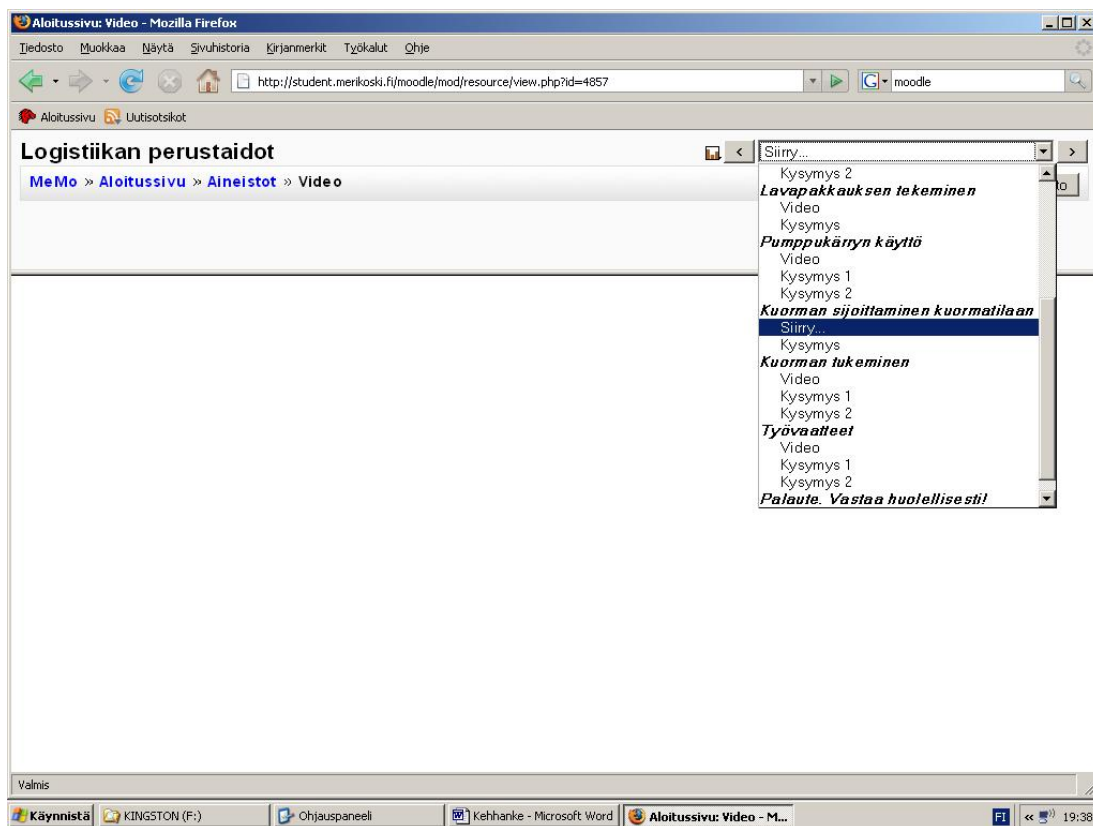 Aloitussivu: Video - Mozilla Firefox
Tiedosto Muokkaa Näytä Sivuhistoria Kirjanmerkit Työkalut Ohje
http://student.merikoski.fi/moodle/mod/resource/view.php?id=4857
G moodle
Aloitussivu Uutisotsikot
Logistiikan perustaidot
< Siirry... >
MeMo » Aloitussivu » Aineistot » Video
to
Kysymys 2
Lavapakkauksen tekeminen
Video
Kysymys
Pumppukärryn käyttö
Video
Kysymys 1
Kysymys 2
Kuorman sijoittaminen kuormatilaan
Siirry...
Kysymys
Kuorman tukeminen
Video
Kysymys 1
Kysymys 2
Työvaatteet
Video
Kysymys 1
Kysymys 2
Palaute. Vastaa huolellisesti!
Valmis
Käynnistä KINGSTON (F:) Ohjauspaneeli Kehhanke - Microsoft Word Aloitussivu: Video - M... FI « 19:38